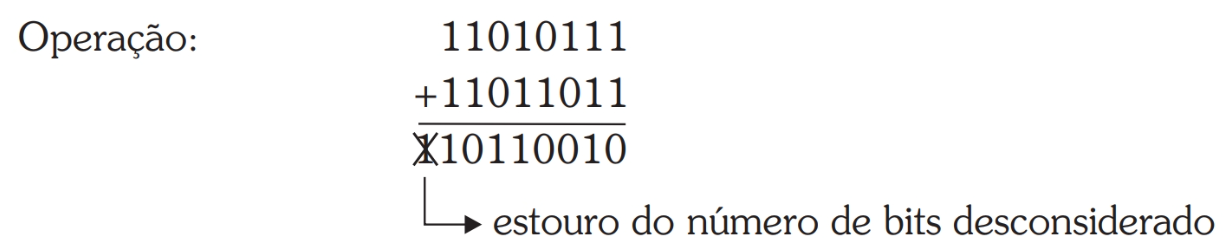 Operação: 11010111
+11011011
110110010
estouro do número de bits desconsiderado